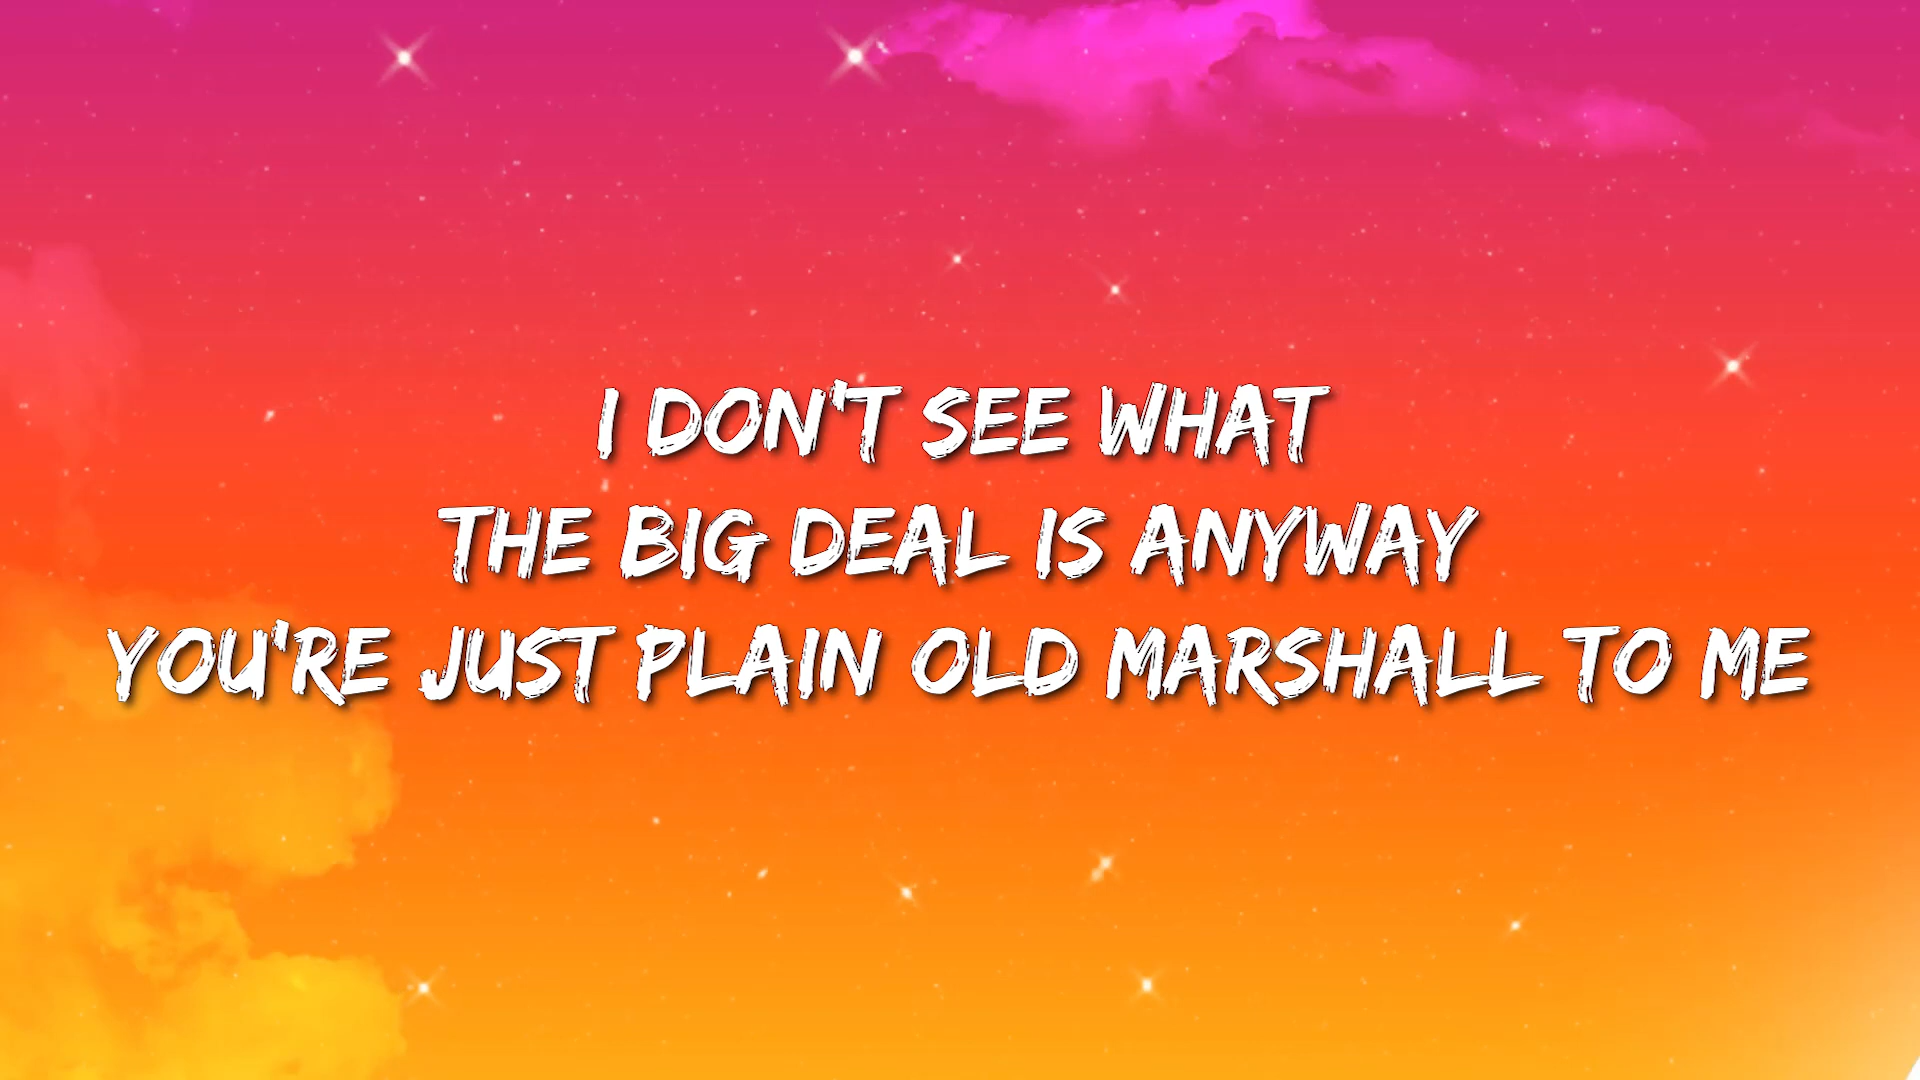 I DON'T SEE WHAT
THE BIG DEAL IS ANYWAY
YOU'RE JUST PLAIN OLD MARSHALL TO ME